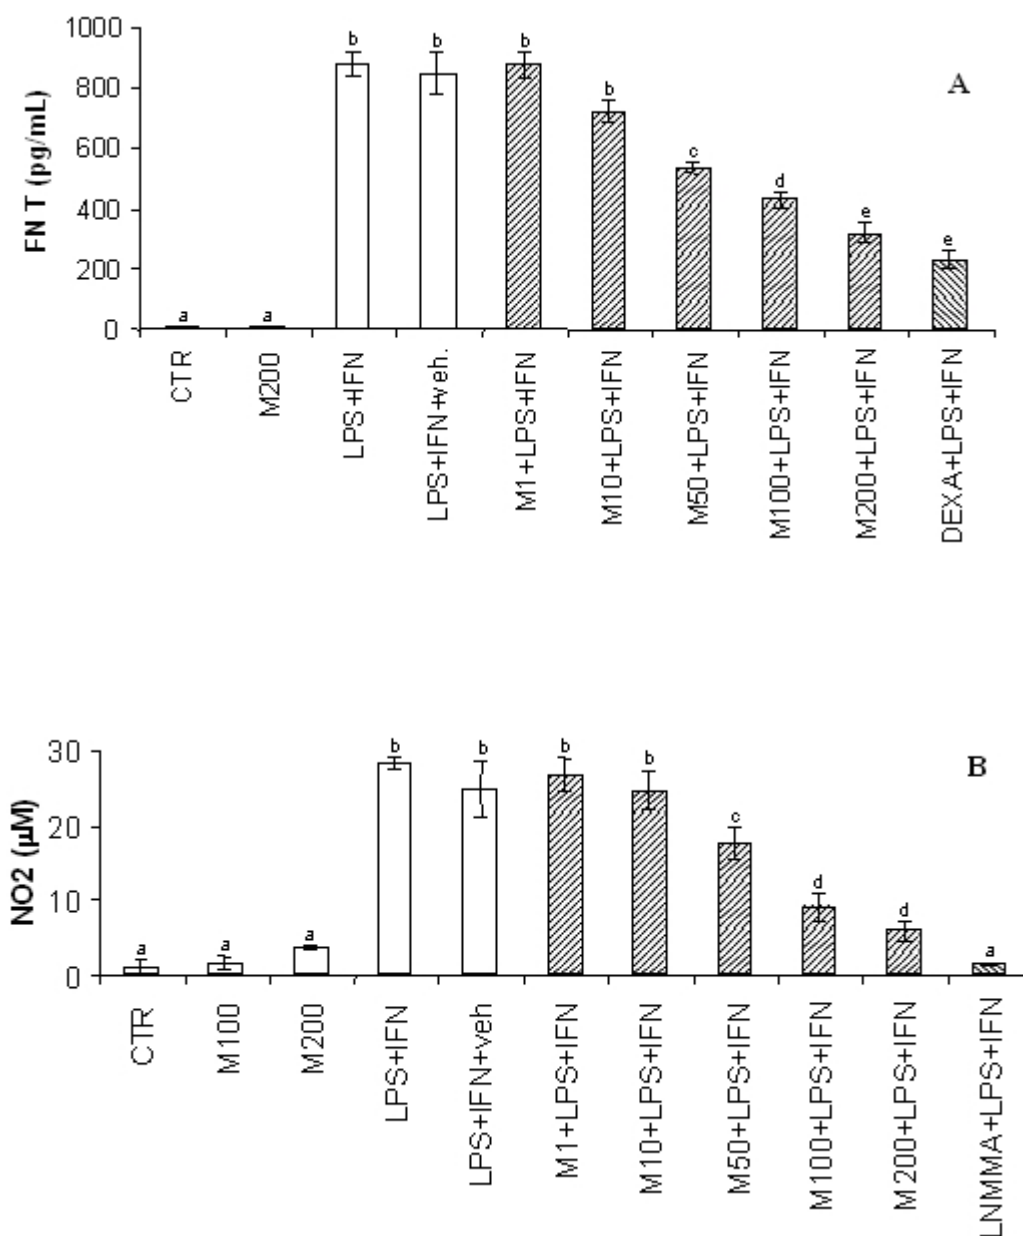 1000
800
600
400
200
0
FN T (pg/mL)
A
a
a
b
b
b
b
c
d
e
e
CTR
M200
LPS+IFN
LPS+IFN+veh.
M1+LPS+IFN
M10+LPS+IFN
M50+LPS+IFN
M100+LPS+IFN
M200+LPS+IFN
DEXA+LPS+IFN
30
20
10
0
NO2 (µM)
B
a
a
a
b
b
b
b
c
d
d
a
CTR
M100
M200
LPS+IFN
LPS+IFN+veh
M1+LPS+IFN
M10+LPS+IFN
M50+LPS+IFN
M100+LPS+IFN
M200+LPS+IFN
LNMMA+LPS+IFN